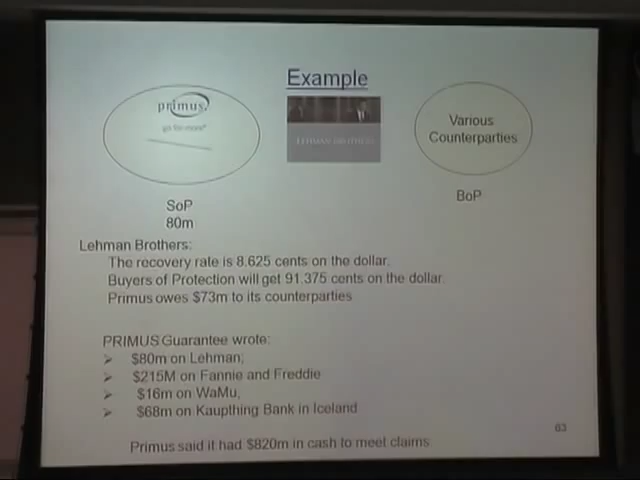 Example
primus
go for more
LEHMAN BROTHERS
Various
Counterparties
SoP
80m
BoP
Lehman Brothers:
The recovery rate is 8.625 cents on the dollar.
Buyers of Protection will get 91.375 cents on the dollar.
Primus owes $73m to its counterparties
PRIMUS Guarantee wrote:
➢ $80m on Lehman;
➢ $215M on Fannie and Freddie
➢ $16m on WaMu,
➢ $68m on Kaupthing Bank in Iceland
63
Primus said it had $820m in cash to meet claims